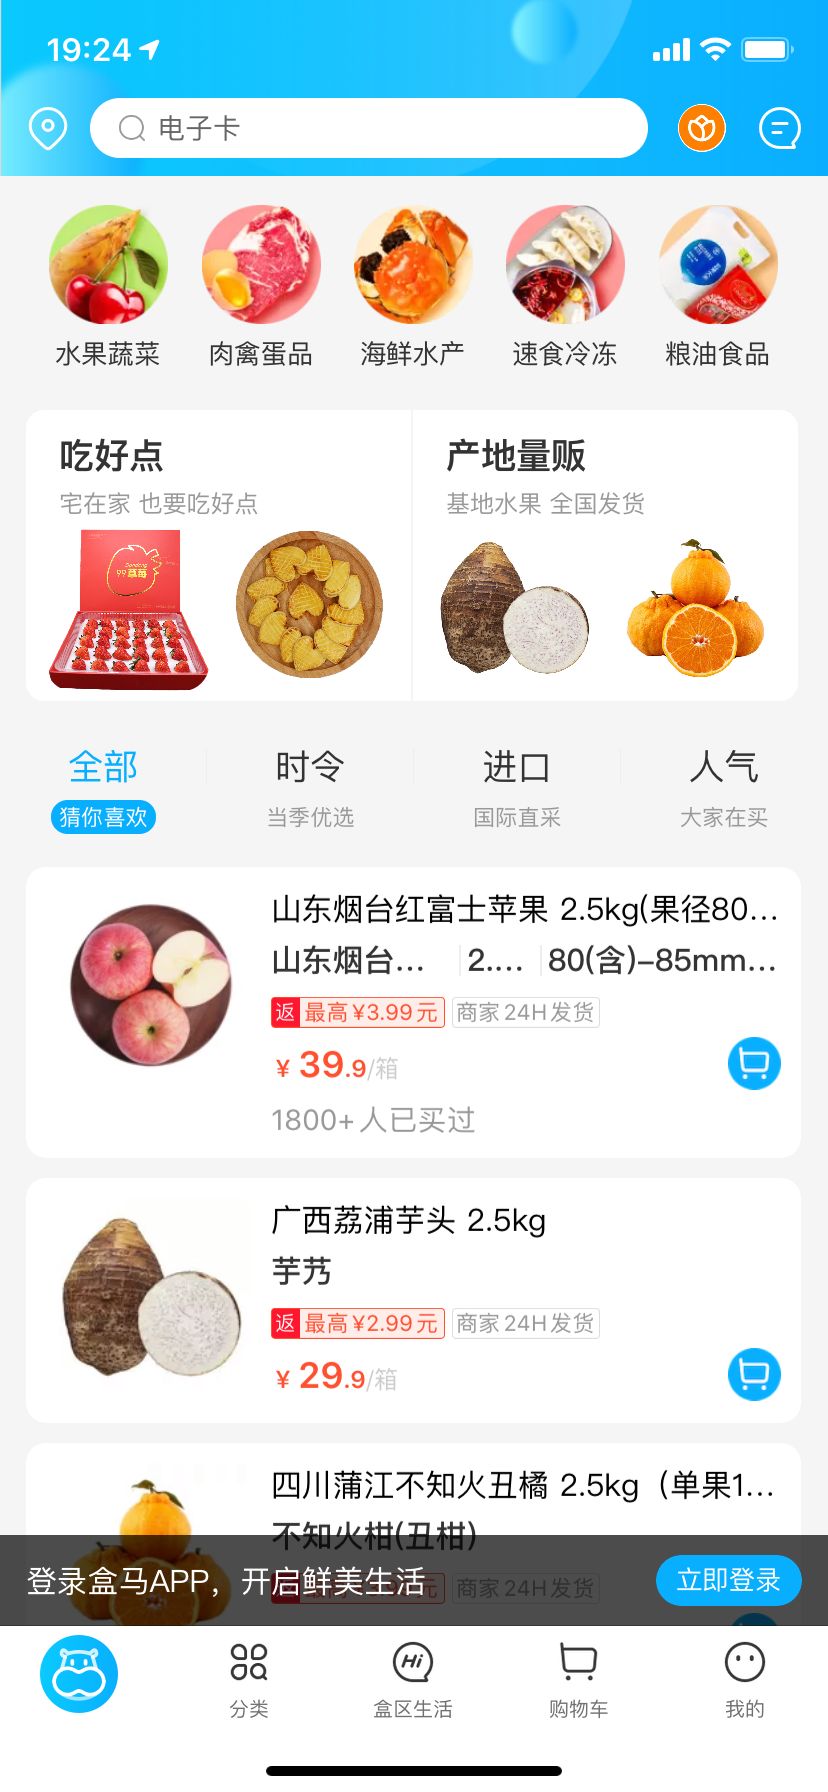 19:24
电子卡
水果蔬菜 肉禽蛋品 海鲜水产 速食冷冻 粮油食品
吃好点
宅在家 也要吃好点
99草莓
产地量贩
基地水果 全国发货
全部 时令 进口 人气
猜你喜欢 当季优选 国际直采 大家在买
山东烟台红富士苹果 2.5kg(果径80...
山东烟台... 2.... 80(含)-85mm...
返 最高¥3.99元 商家24H发货
¥ 39.9/箱
1800+人已买过
广西荔浦芋头 2.5kg
芋艿
返 最高¥2.99元 商家24H发货
¥ 29.9/箱
四川蒲江不知火丑橘 2.5kg（单果1...
不知火柑(丑柑)
商家24H发货
登录盒马APP，开启鲜美生活 立即登录
Hi
分类 盒区生活 购物车 我的